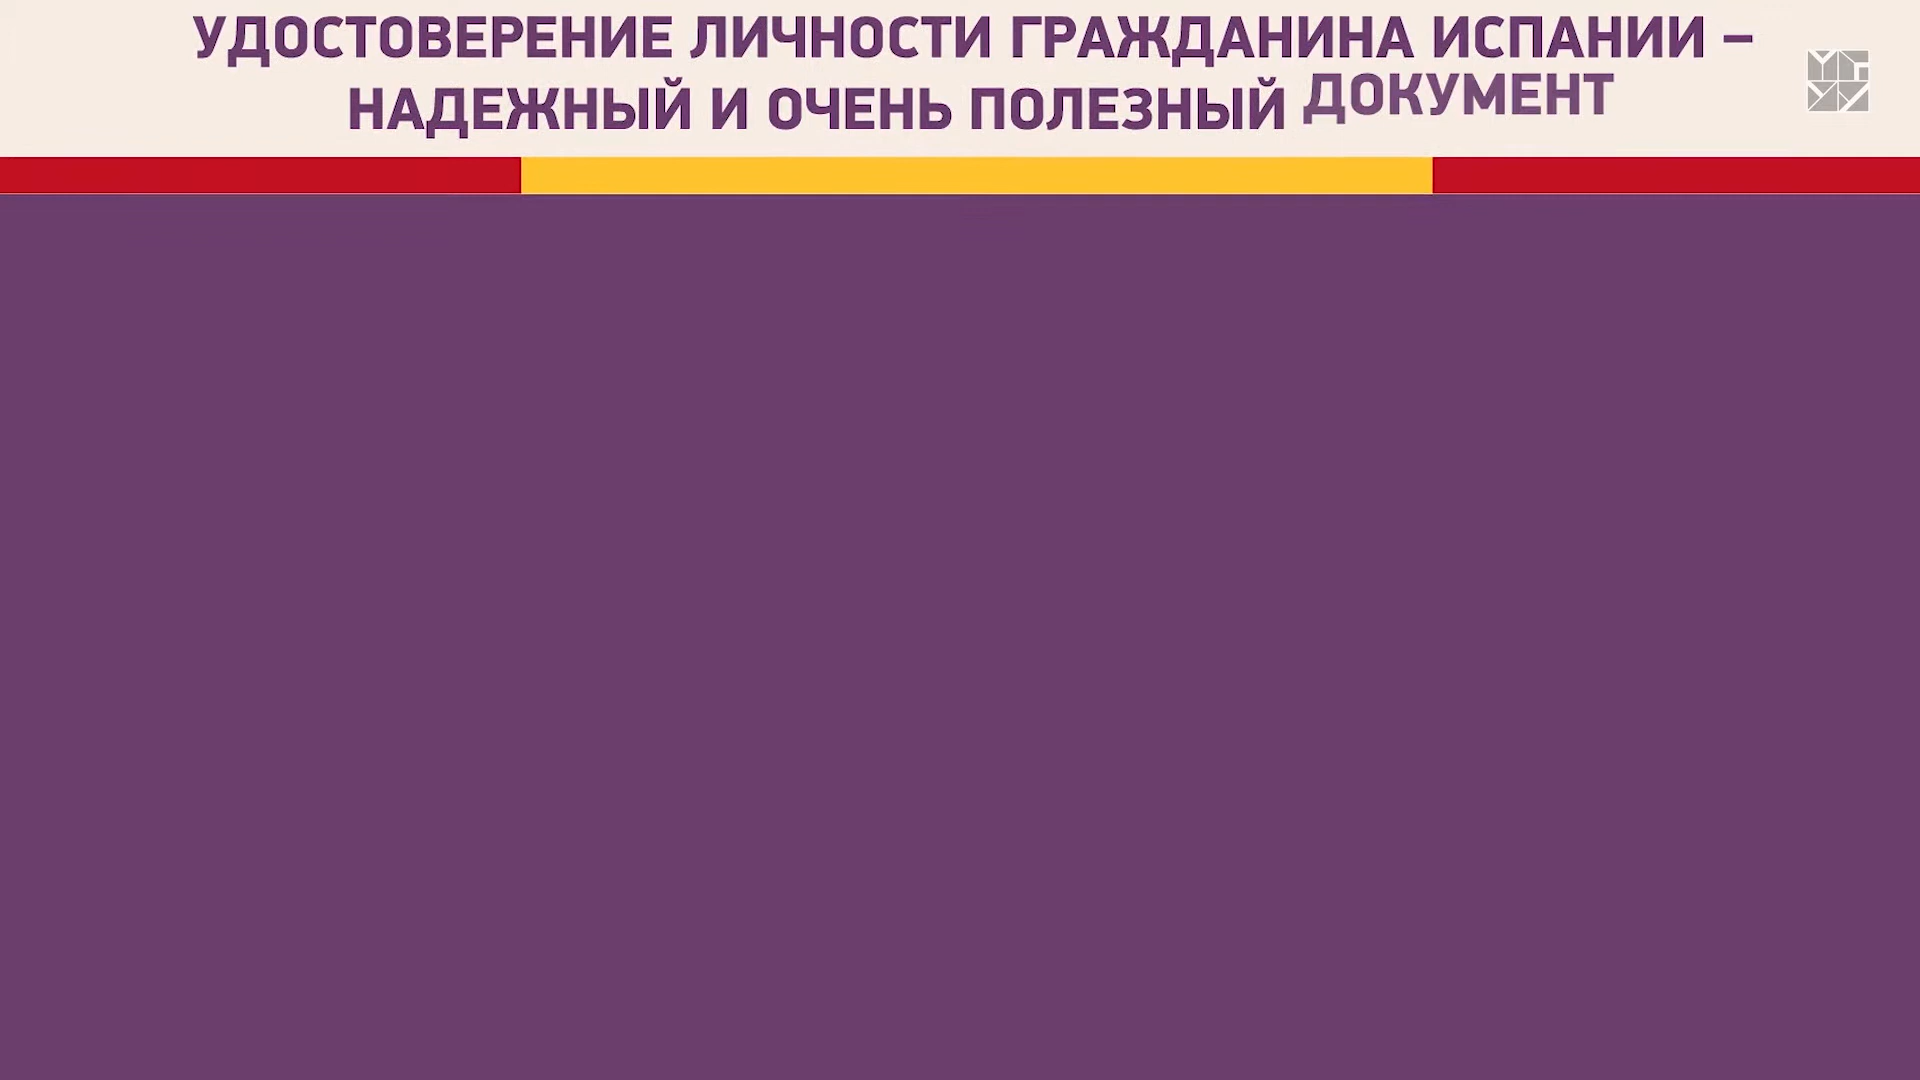 УДОСТОВЕРЕНИЕ ЛИЧНОСТИ ГРАЖДАНИНА ИСПАНИИ –
НАДЕЖНЫЙ И ОЧЕНЬ ПОЛЕЗНЫЙ ДОКУМЕНТ